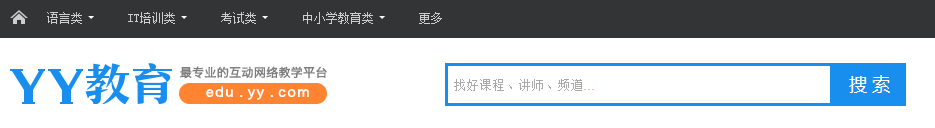 语言类 IT培训类 考试类 中小学教育类 更多
YY教育 最专业的互动网络教学平台
edu.yy.com
找好课程、讲师、频道... 搜索